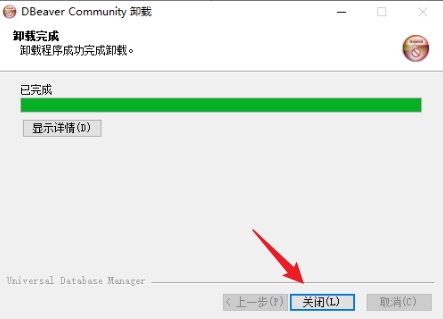 DBeaver Community 卸载
卸载完成
卸载程序成功完成卸载。
已完成
显示详情(D)
Universal Database Manager
< 上一步(P) 关闭(L) 取消(C)